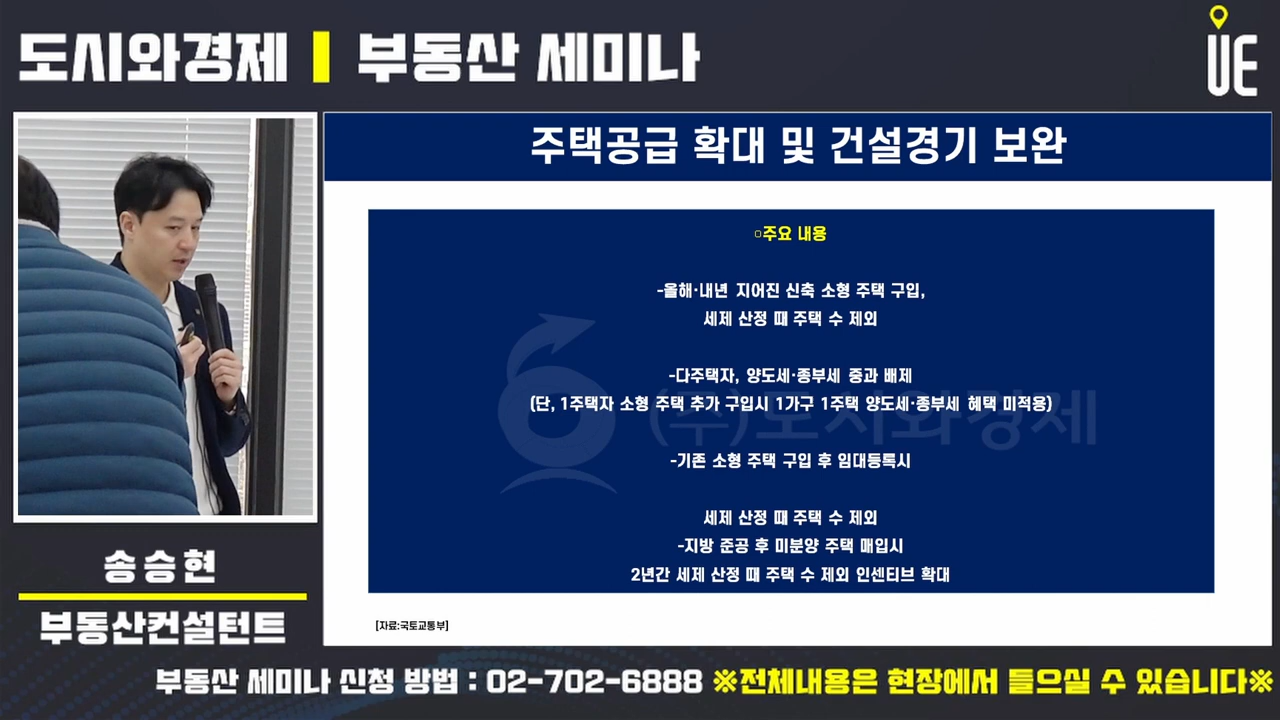 도시와경제 | 부동산 세미나
UE
주택공급 확대 및 건설경기 보완
▫주요 내용
-올해·내년 지어진 신축 소형 주택 구입,
세제 산정 때 주택 수 제외
-다주택자, 양도세·종부세 중과 배제
(단, 1주택자 소형 주택 추가 구입시 1가구 1주택 양도세·종부세 혜택 미적용)
(주)도시와경제
-기존 소형 주택 구입 후 임대등록시
세제 산정 때 주택 수 제외
-지방 준공 후 미분양 주택 매입시
2년간 세제 산정 때 주택 수 제외 인센티브 확대
[자료:국토교통부]
송승현
부동산컨설턴트
부동산 세미나 신청 방법 : 02-702-6888 ※전체내용은 현장에서 들으실 수 있습니다※